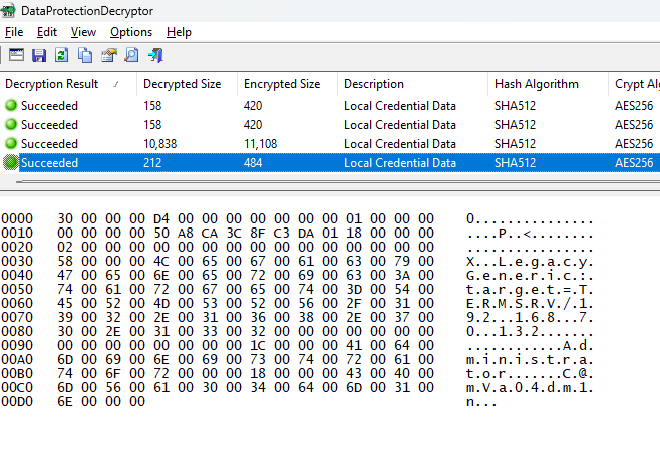 DataProtectionDecryptor
File Edit View Options Help
Decryption Result / Decrypted Size Encrypted Size Description Hash Algorithm Crypt Al
Succeeded 158 420 Local Credential Data SHA512 AES256
Succeeded 158 420 Local Credential Data SHA512 AES256
Succeeded 10,838 11,108 Local Credential Data SHA512 AES256
Succeeded 212 484 Local Credential Data SHA512 AES256
0000 30 00 00 00 D4 00 00 00 00 00 00 00 01 00 00 00 0...............
0010 00 00 00 00 50 A8 CA 3C 8F C3 DA 01 18 00 00 00 ....P..<........
0020 02 00 00 00 00 00 00 00 00 00 00 00 00 00 00 00 ................
0030 58 00 00 00 4C 00 65 00 67 00 61 00 63 00 79 00 X...L.e.g.a.c.y.
0040 47 00 65 00 6E 00 65 00 72 00 69 00 63 00 3A 00 G.e.n.e.r.i.c.:.
0050 74 00 61 00 72 00 67 00 65 00 74 00 3D 00 54 00 t.a.r.g.e.t.=.T.
0060 45 00 52 00 4D 00 53 00 52 00 56 00 2F 00 31 00 E.R.M.S.R.V./.1.
0070 39 00 32 00 2E 00 31 00 36 00 38 00 2E 00 37 00 9.2...1.6.8...7.
0080 30 00 2E 00 31 00 33 00 32 00 00 00 00 00 00 00 0...1.3.2.......
0090 00 00 00 00 00 00 00 00 1C 00 00 00 41 00 64 00 ............A.d.
00A0 6D 00 69 00 6E 00 69 00 73 00 74 00 72 00 61 00 m.i.n.i.s.t.r.a.
00B0 74 00 6F 00 72 00 00 00 18 00 00 00 43 00 40 00 t.o.r.......C.@.
00C0 6D 00 56 00 61 00 30 00 34 00 64 00 6D 00 31 00 m.V.a.0.4.d.m.1.
00D0 6E 00 00 00 n...